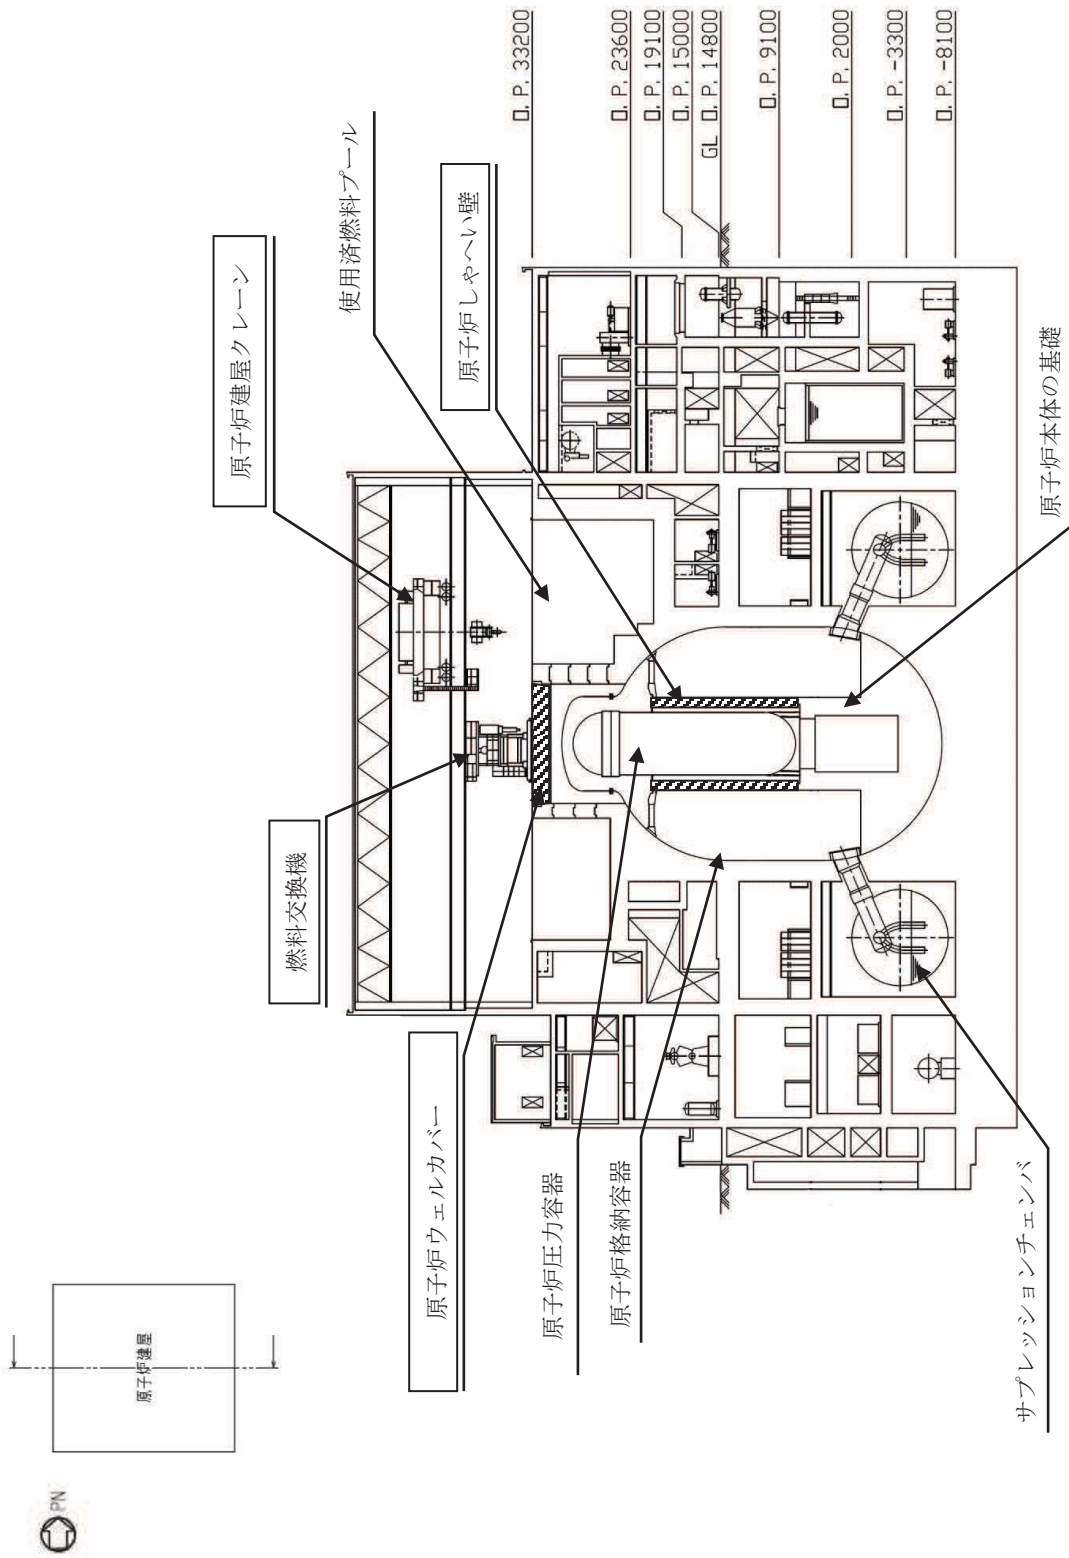 PN
原子炉建屋
原子炉ウェルカバー
燃料交換機
原子炉建屋クレーン
使用済燃料プール
原子炉しゃへい壁
原子炉圧力容器
原子炉格納容器
サプレッションチェンバ
原子炉本体の基礎
O.P. 33200
O.P. 23600
O.P. 19100
O.P. 15000
GL O.P. 14800
O.P. 9100
O.P. 2000
O.P. -3300
O.P. -8100